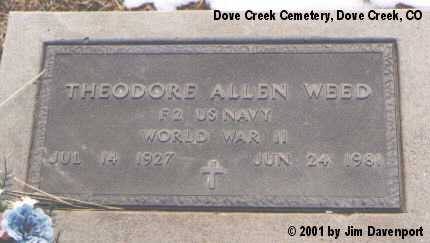 Dove Creek Cemetery, Dove Creek, CO
THEODORE ALLEN WEED
F2 US NAVY
WORLD WAR II
JUL 14 1927 JUN 24 1981
© 2001 by Jim Davenport